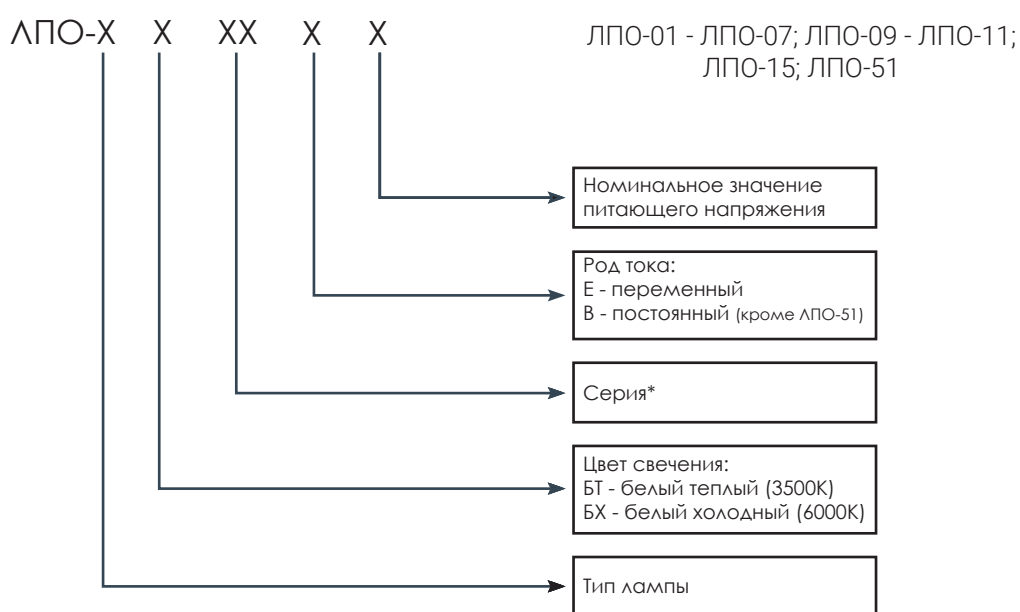 ЛПО-Х Х ХХ Х Х
ЛПО-01 - ЛПО-07; ЛПО-09 - ЛПО-11;
ЛПО-15; ЛПО-51
Номинальное значение
питающего напряжения
Род тока:
Е - переменный
В - постоянный (кроме ЛПО-51)
Серия*
Цвет свечения:
БТ - белый теплый (3500К)
БХ - белый холодный (6000К)
Тип лампы